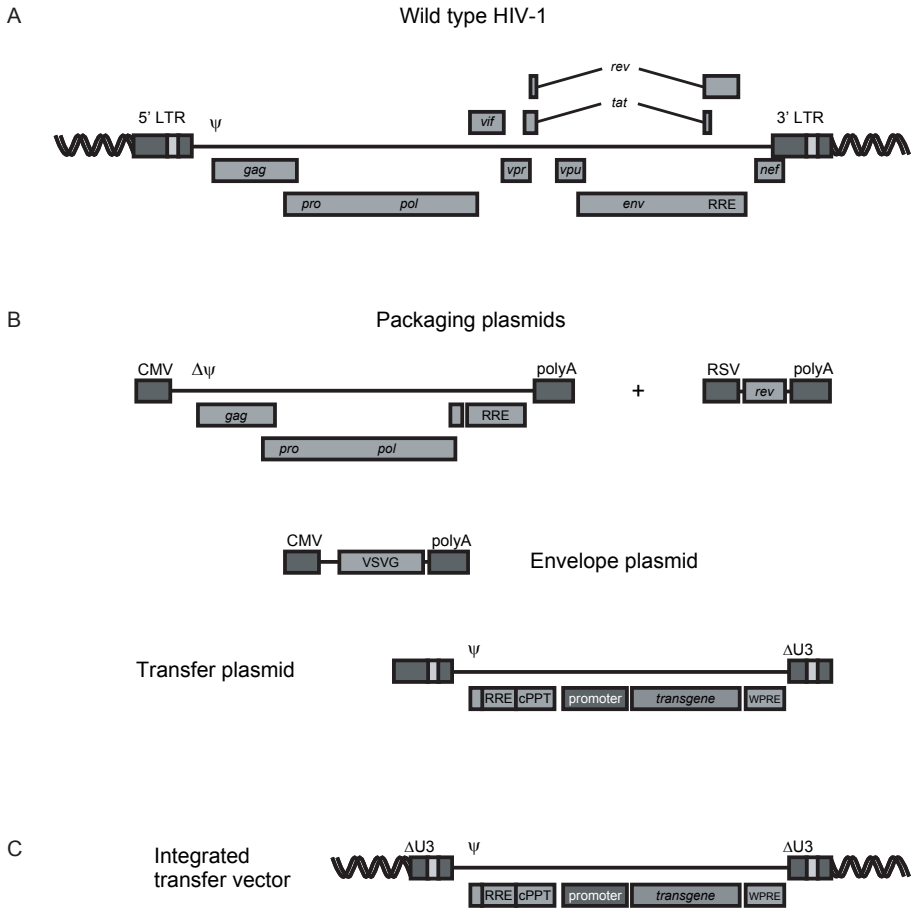 A
Wild type HIV-1
rev
tat
5’ LTR
ψ
vif
3’ LTR
gag
vpr
vpu
nef
pro pol
env RRE
B
Packaging plasmids
CMV
Δψ
polyA
+
RSV
rev
polyA
gag
RRE
pro pol
CMV
VSVG
polyA
Envelope plasmid
Transfer plasmid
ψ
ΔU3
RRE cPPT promoter transgene WPRE
C
Integrated
transfer vector
ΔU3
ψ
ΔU3
RRE cPPT promoter transgene WPRE